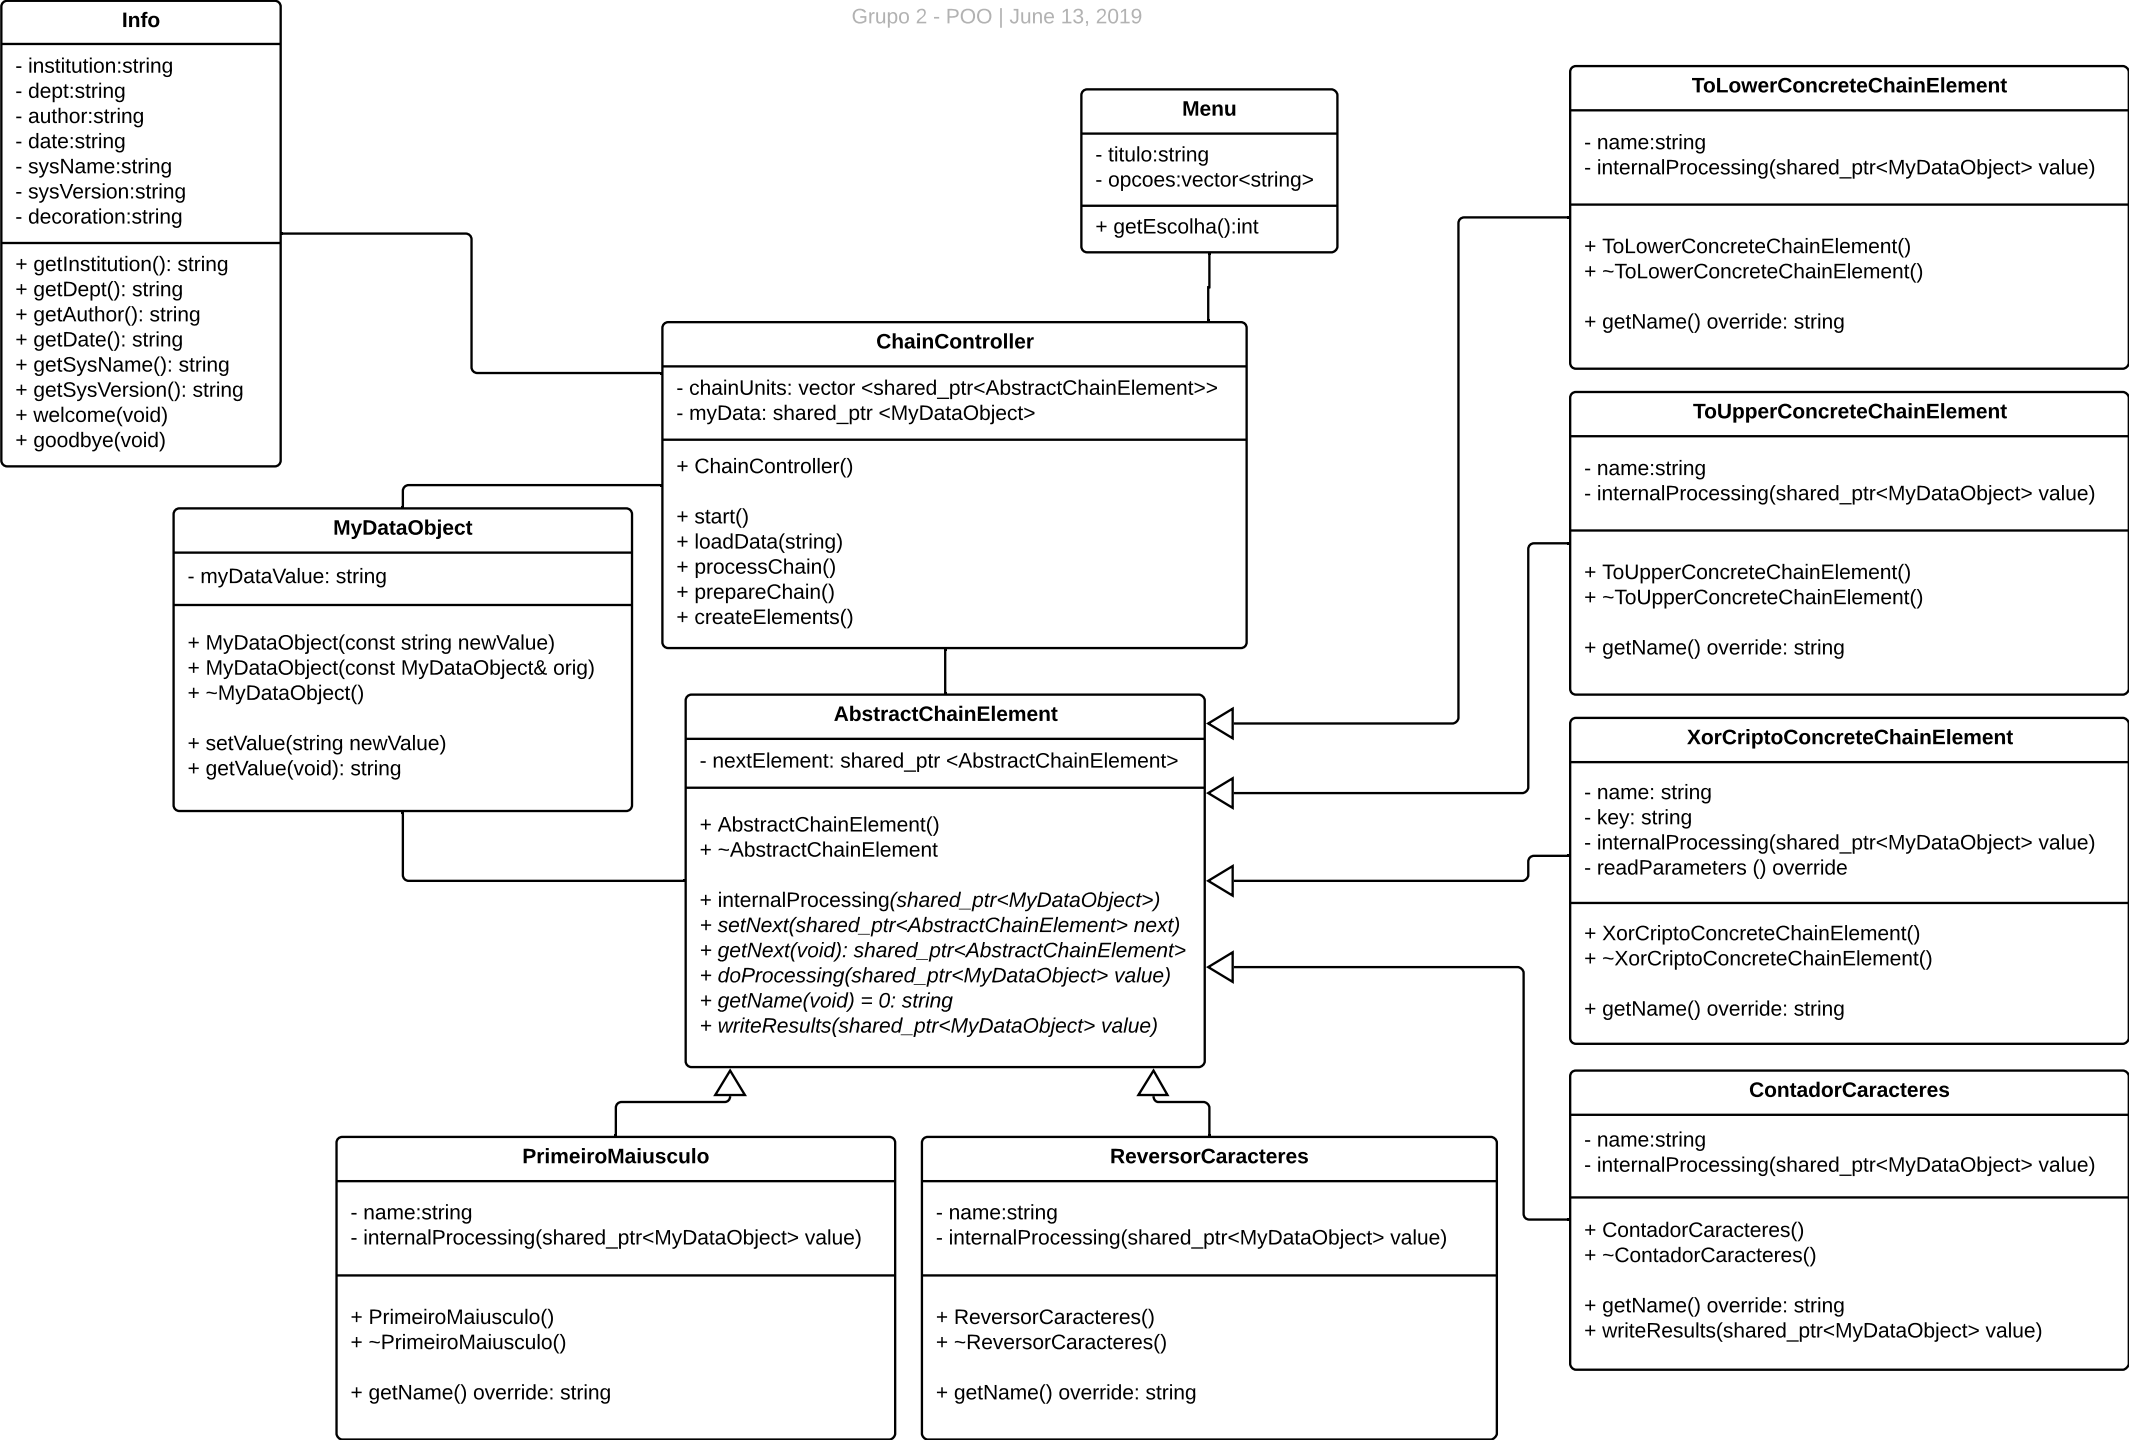 Grupo 2 - POO | June 13, 2019
Info
- institution:string
- dept:string
- author:string
- date:string
- sysName:string
- sysVersion:string
- decoration:string
+ getInstitution(): string
+ getDept(): string
+ getAuthor(): string
+ getDate(): string
+ getSysName(): string
+ getSysVersion(): string
+ welcome(void)
+ goodbye(void)
Menu
- titulo:string
- opcoes:vector<string>
+ getEscolha():int
ChainController
- chainUnits: vector <shared_ptr<AbstractChainElement>>
- myData: shared_ptr <MyDataObject>
+ ChainController()
+ start()
+ loadData(string)
+ processChain()
+ prepareChain()
+ createElements()
MyDataObject
- myDataValue: string
+ MyDataObject(const string newValue)
+ MyDataObject(const MyDataObject& orig)
+ ~MyDataObject()
+ setValue(string newValue)
+ getValue(void): string
AbstractChainElement
- nextElement: shared_ptr <AbstractChainElement>
+ AbstractChainElement()
+ ~AbstractChainElement
+ internalProcessing(shared_ptr<MyDataObject>)
+ setNext(shared_ptr<AbstractChainElement> next)
+ getNext(void): shared_ptr<AbstractChainElement>
+ doProcessing(shared_ptr<MyDataObject> value)
+ getName(void) = 0: string
+ writeResults(shared_ptr<MyDataObject> value)
PrimeiroMaiusculo
- name:string
- internalProcessing(shared_ptr<MyDataObject> value)
+ PrimeiroMaiusculo()
+ ~PrimeiroMaiusculo()
+ getName() override: string
ReversorCaracteres
- name:string
- internalProcessing(shared_ptr<MyDataObject> value)
+ ReversorCaracteres()
+ ~ReversorCaracteres()
+ getName() override: string
ToLowerConcreteChainElement
- name:string
- internalProcessing(shared_ptr<MyDataObject> value)
+ ToLowerConcreteChainElement()
+ ~ToLowerConcreteChainElement()
+ getName() override: string
ToUpperConcreteChainElement
- name:string
- internalProcessing(shared_ptr<MyDataObject> value)
+ ToUpperConcreteChainElement()
+ ~ToUpperConcreteChainElement()
+ getName() override: string
XorCriptoConcreteChainElement
- name: string
- key: string
- internalProcessing(shared_ptr<MyDataObject> value)
- readParameters () override
+ XorCriptoConcreteChainElement()
+ ~XorCriptoConcreteChainElement()
+ getName() override: string
ContadorCaracteres
- name:string
- internalProcessing(shared_ptr<MyDataObject> value)
+ ContadorCaracteres()
+ ~ContadorCaracteres()
+ getName() override: string
+ writeResults(shared_ptr<MyDataObject> value)